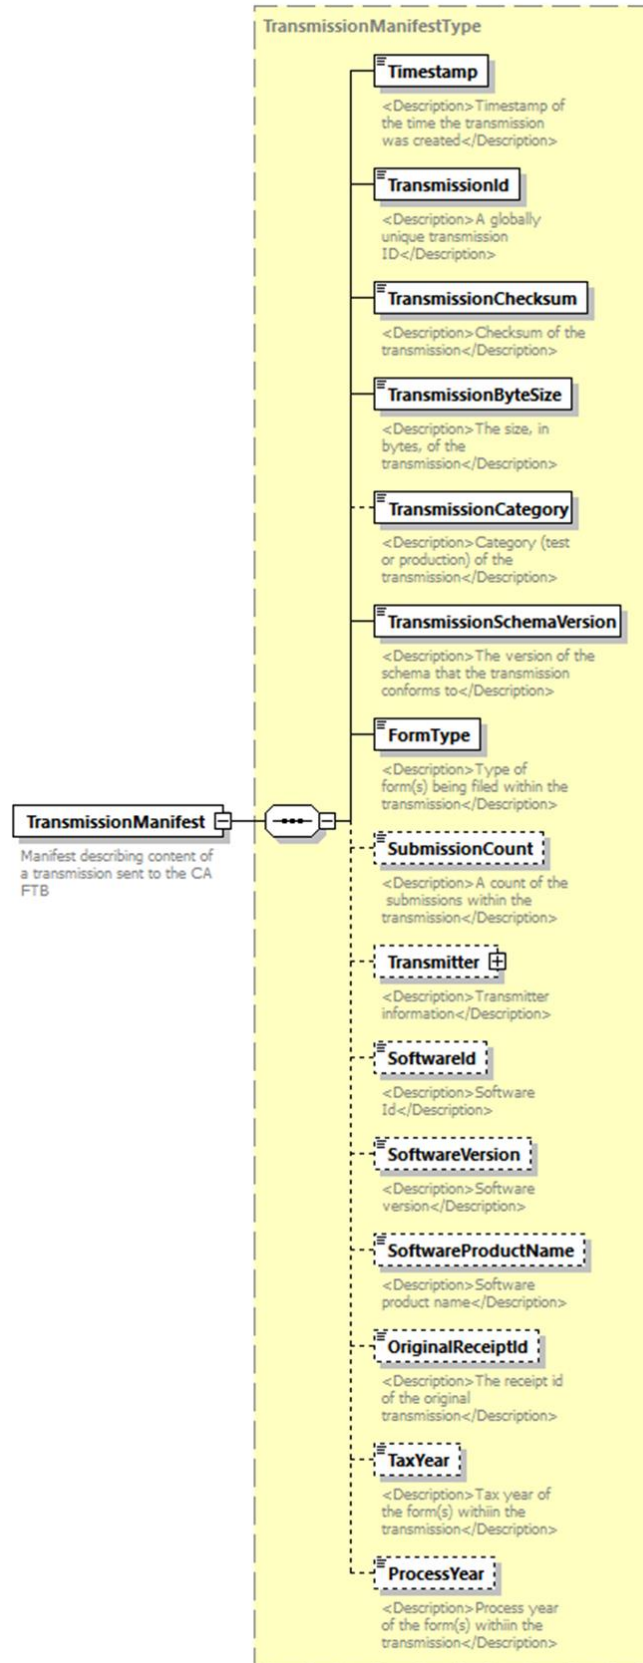 TransmissionManifestType
Timestamp
<Description>Timestamp of
the time the transmission
was created</Description>
TransmissionId
<Description>A globally
unique transmission
ID</Description>
TransmissionChecksum
<Description>Checksum of the
transmission</Description>
TransmissionByteSize
<Description>The size, in
bytes, of the
transmission</Description>
TransmissionCategory
<Description>Category (test
or production) of the
transmission</Description>
TransmissionSchemaVersion
<Description>The version of the
schema that the transmission
conforms to</Description>
FormType
<Description>Type of
form(s) being filed within the
transmission</Description>
TransmissionManifest
Manifest describing content of
a transmission sent to the CA
FTB
SubmissionCount
<Description>A count of the
submissions within the
transmission</Description>
Transmitter
<Description>Transmitter
information</Description>
SoftwareId
<Description>Software
Id</Description>
SoftwareVersion
<Description>Software
version</Description>
SoftwareProductName
<Description>Software
product name</Description>
OriginalReceiptId
<Description>The receipt id
of the original
transmission</Description>
TaxYear
<Description>Tax year of
the form(s) withiin the
transmission</Description>
ProcessYear
<Description>Process year
of the form(s) withiin the
transmission</Description>